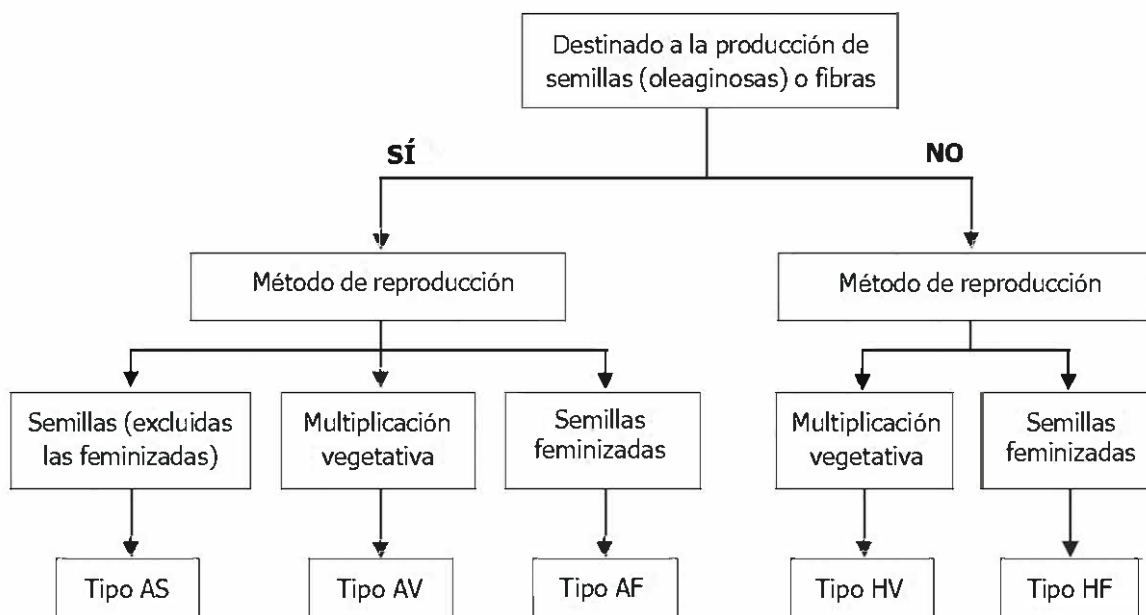 Destinado a la producción de
semillas (oleaginosas) o fibras
SÍ
NO
Método de reproducción
Método de reproducción
Semillas (excluidas
las feminizadas)
Multiplicación
vegetativa
Semillas
feminizadas
Multiplicación
vegetativa
Semillas
feminizadas
Tipo AS
Tipo AV
Tipo AF
Tipo HV
Tipo HF